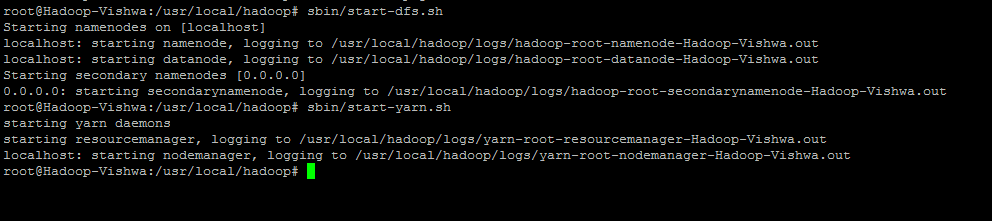 root@Hadoop-Vishwa:/usr/local/hadoop# sbin/start-dfs.sh
Starting namenodes on [localhost]
localhost: starting namenode, logging to /usr/local/hadoop/logs/hadoop-root-namenode-Hadoop-Vishwa.out
localhost: starting datanode, logging to /usr/local/hadoop/logs/hadoop-root-datanode-Hadoop-Vishwa.out
Starting secondary namenodes [0.0.0.0]
0.0.0.0: starting secondarynamenode, logging to /usr/local/hadoop/logs/hadoop-root-secondarynamenode-Hadoop-Vishwa.out
root@Hadoop-Vishwa:/usr/local/hadoop# sbin/start-yarn.sh
starting yarn daemons
starting resourcemanager, logging to /usr/local/hadoop/logs/yarn-root-resourcemanager-Hadoop-Vishwa.out
localhost: starting nodemanager, logging to /usr/local/hadoop/logs/yarn-root-nodemanager-Hadoop-Vishwa.out
root@Hadoop-Vishwa:/usr/local/hadoop#